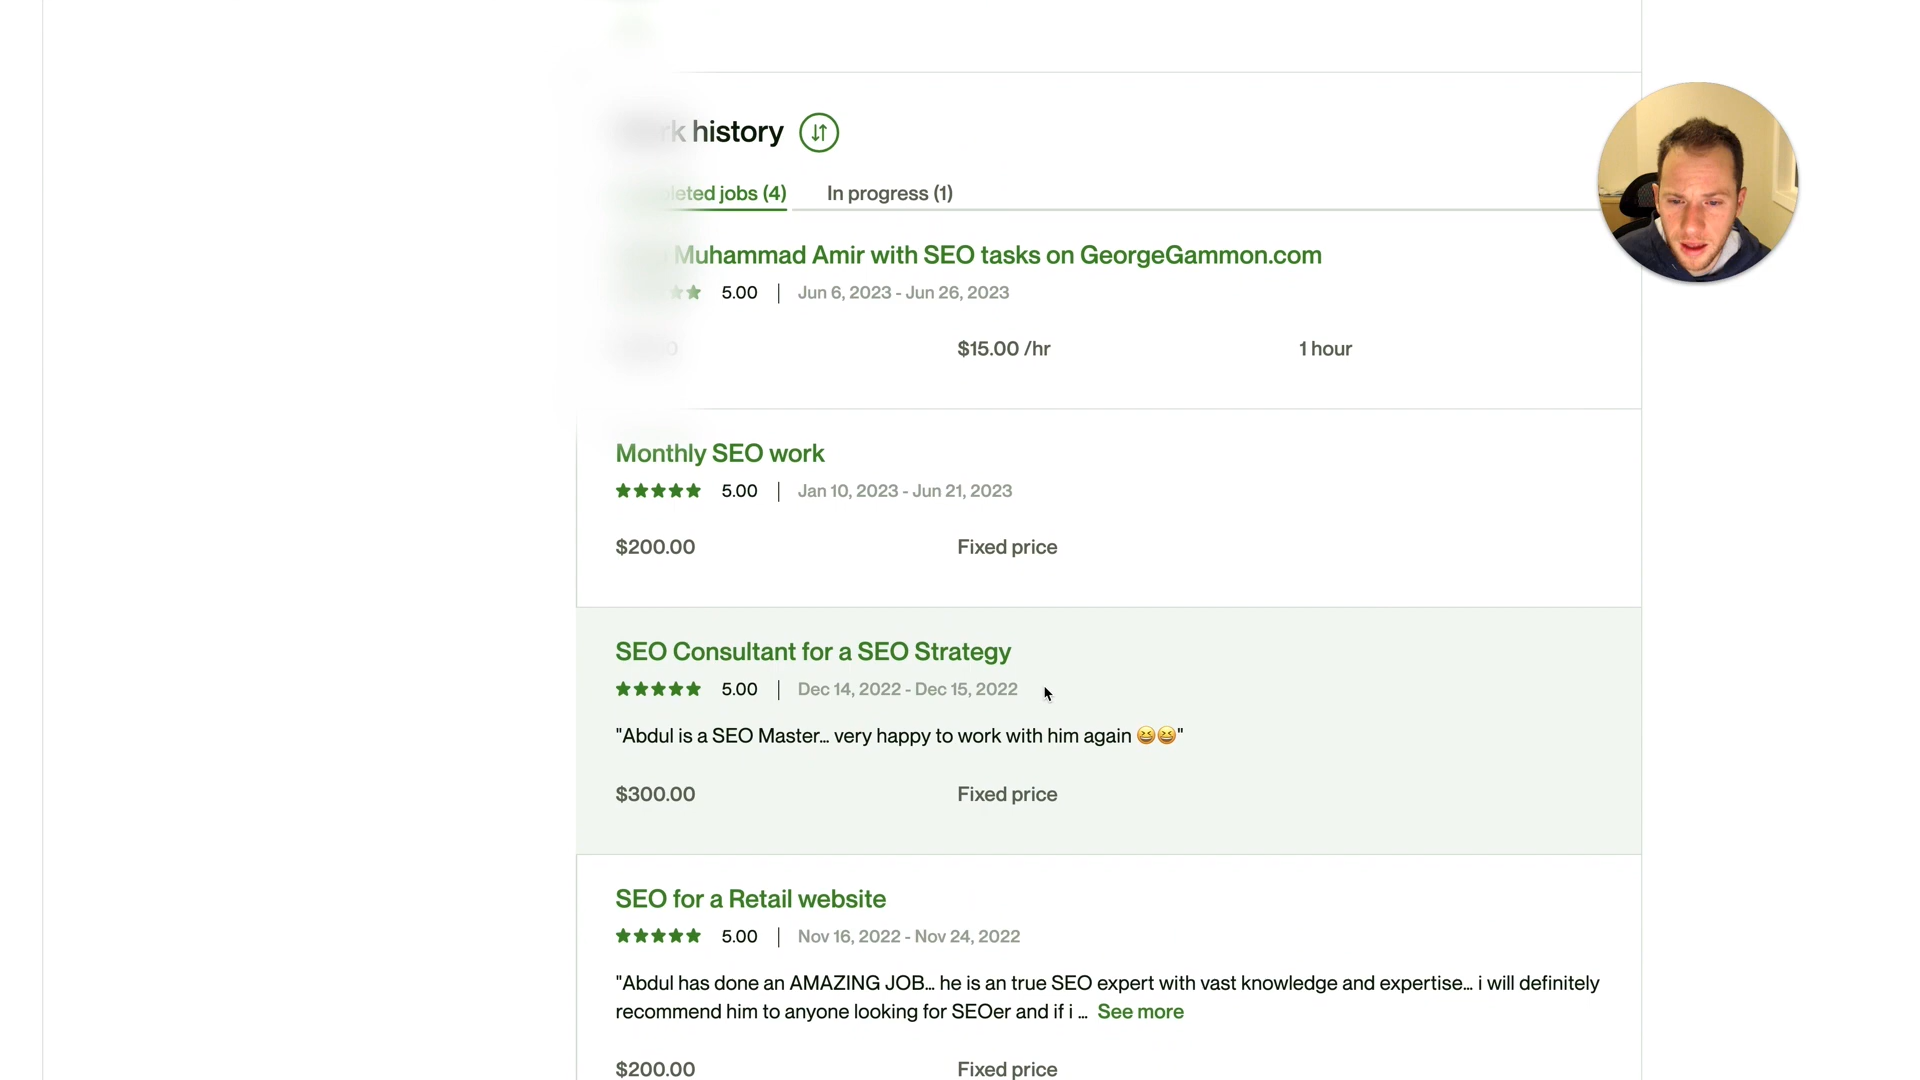 history
Completed jobs (4)
In progress (1)
Muhammad Amir with SEO tasks on GeorgeGammon.com
5.00 | Jun 6, 2023 - Jun 26, 2023
$15.00 /hr
1 hour
Monthly SEO work
5.00 | Jan 10, 2023 - Jun 21, 2023
$200.00
Fixed price
SEO Consultant for a SEO Strategy
5.00 | Dec 14, 2022 - Dec 15, 2022
"Abdul is a SEO Master... very happy to work with him again 😆😆"
$300.00
Fixed price
SEO for a Retail website
5.00 | Nov 16, 2022 - Nov 24, 2022
"Abdul has done an AMAZING JOB... he is an true SEO expert with vast knowledge and expertise... i will definitely
recommend him to anyone looking for SEOer and if i ... See more
$200.00
Fixed price